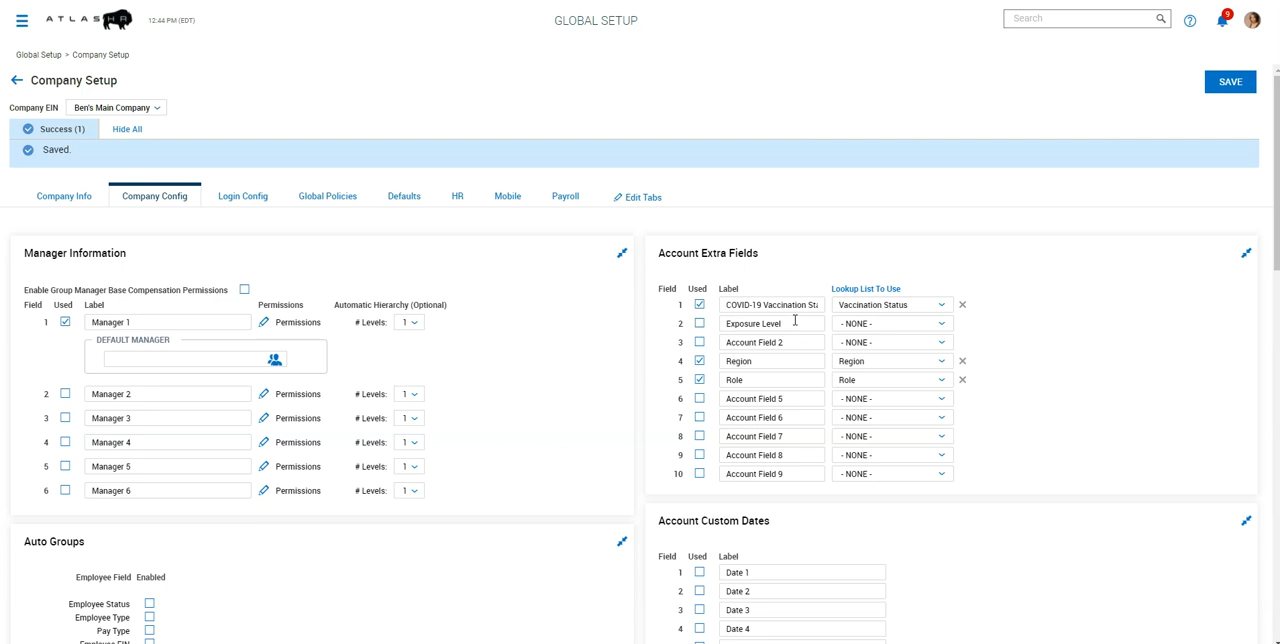 ATLASHR
12:44 PM (EDT)
GLOBAL SETUP
Search
9
Global Setup > Company Setup
Company Setup
SAVE
Company EIN Ben's Main Company
Success (1) Hide All
Saved.
Company Info Company Config Login Config Global Policies Defaults HR Mobile Payroll Edit Tabs
Manager Information
Enable Group Manager Base Compensation Permissions
Field Used Label Permissions Automatic Hierarchy (Optional)
1 Manager 1 Permissions # Levels: 1
DEFAULT MANAGER
2 Manager 2 Permissions # Levels: 1
3 Manager 3 Permissions # Levels: 1
4 Manager 4 Permissions # Levels: 1
5 Manager 5 Permissions # Levels: 1
6 Manager 6 Permissions # Levels: 1
Account Extra Fields
Field Used Label Lookup List To Use
1 COVID-19 Vaccination Sta Vaccination Status
2 Exposure Level - NONE -
3 Account Field 2 - NONE -
4 Region Region
5 Role Role
6 Account Field 5 - NONE -
7 Account Field 6 - NONE -
8 Account Field 7 - NONE -
9 Account Field 8 - NONE -
10 Account Field 9 - NONE -
Auto Groups
Employee Field Enabled
Employee Status
Employee Type
Pay Type
Employee EIN
Account Custom Dates
Field Used Label
1 Date 1
2 Date 2
3 Date 3
4 Date 4